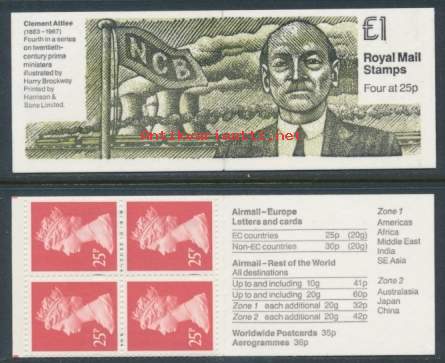 Clement Attlee
(1883–1967)
Fourth in a series
on twentieth-
century prime
ministers
illustrated by
Harry Brockway
Printed by
Harrison &
Sons Limited.
NCB
£1
Royal Mail
Stamps
Four at 25p
Antikvariaatti.net
25P
25P
25P
25P
Airmail–Europe
Letters and cards
EC countries 25p (20g)
Non-EC countries 30p (20g)
Airmail–Rest of the World
All destinations
Up to and including 10g 41p
Up to and including 20g 60p
Zone 1 each additional 20g 32p
Zone 2 each additional 20g 42p
Worldwide Postcards 35p
Aerogrammes 36p
Zone 1
Americas
Africa
Middle East
India
SE Asia
Zone 2
Australasia
Japan
China